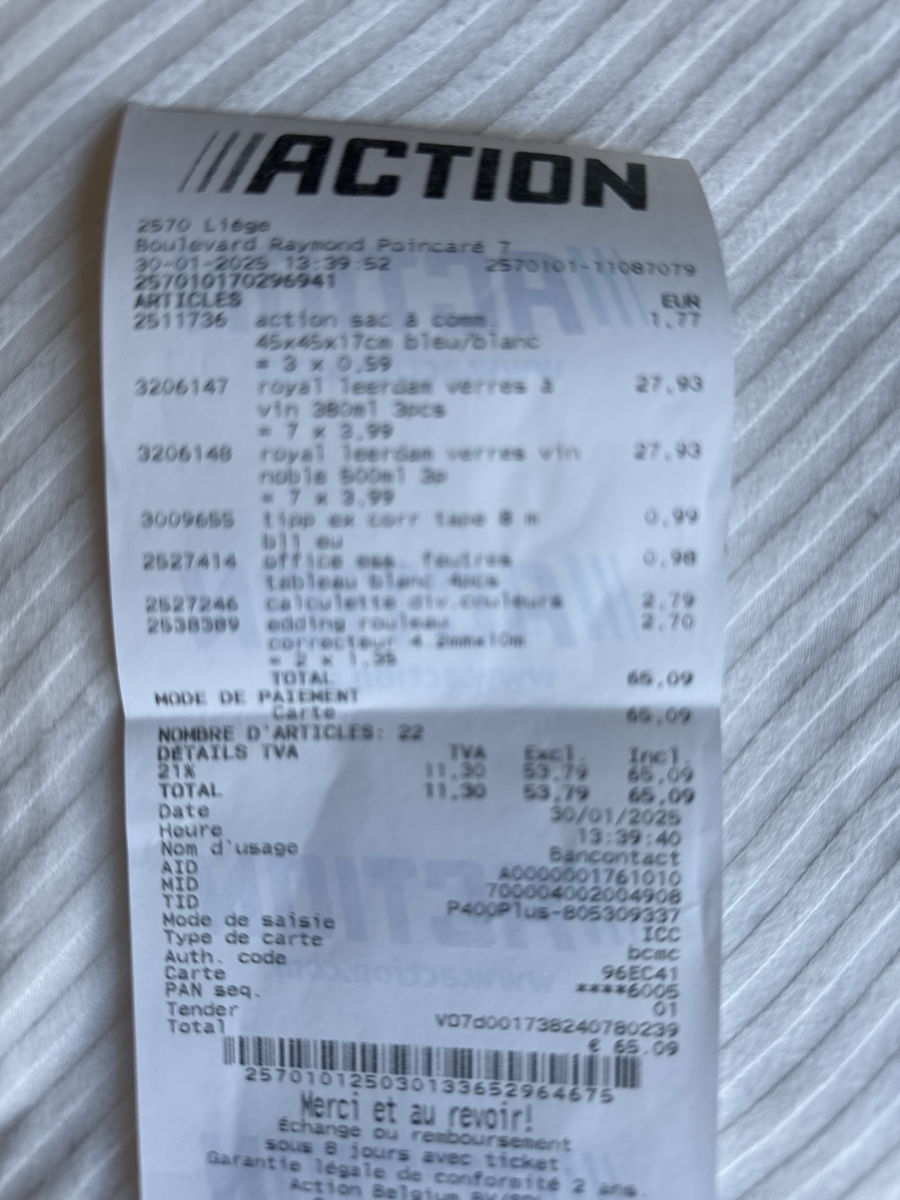 ACTION
2570 Liége
Boulevard Raymond Poincaré 7
30-01-2025 13:39:52 2570101-11087079
257010170296941
ARTICLES EUR
2511736 action sac à comm. 1,77
45x45x17cm bleu/blanc
= 3 x 0,59
3206147 royal leerdam verres à 27,93
vin 380ml 3pcs
= 7 x 3,99
3206148 royal leerdam verres vin 27,93
noble 500ml 3p
= 7 x 3,99
3009655 tipp ex corr tape 8 m 0,99
bli eu
2527414 office ess. feutres 0,98
tableau blanc 4pcs
2527246 calculette div.couleurs 2,79
2538389 edding rouleau 2,70
correcteur 4.2mmx10m
= 2 x 1,35
TOTAL 65,09
MODE DE PAIEMENT
Carte 65,09
NOMBRE D'ARTICLES: 22
DETAILS TVA TVA Excl. Incl.
21% 11,30 53,79 65,09
TOTAL 11,30 53,79 65,09
Date 30/01/2025
Heure 13:39:40
Nom d'usage Bancontact
AID A0000001761010
MID 700004002004908
TID P400Plus-805309337
Mode de saisie ICC
Type de carte bcmc
Auth. code 96EC41
Carte ****6005
PAN seq. 01
Tender V07d001738240780239
Total € 65.09
2570101250301133652964675
Merci et au revoir!
Échange ou remboursement
sous 8 jours avec ticket
Garantie légale de conformité 2 ans.
Action Belgium